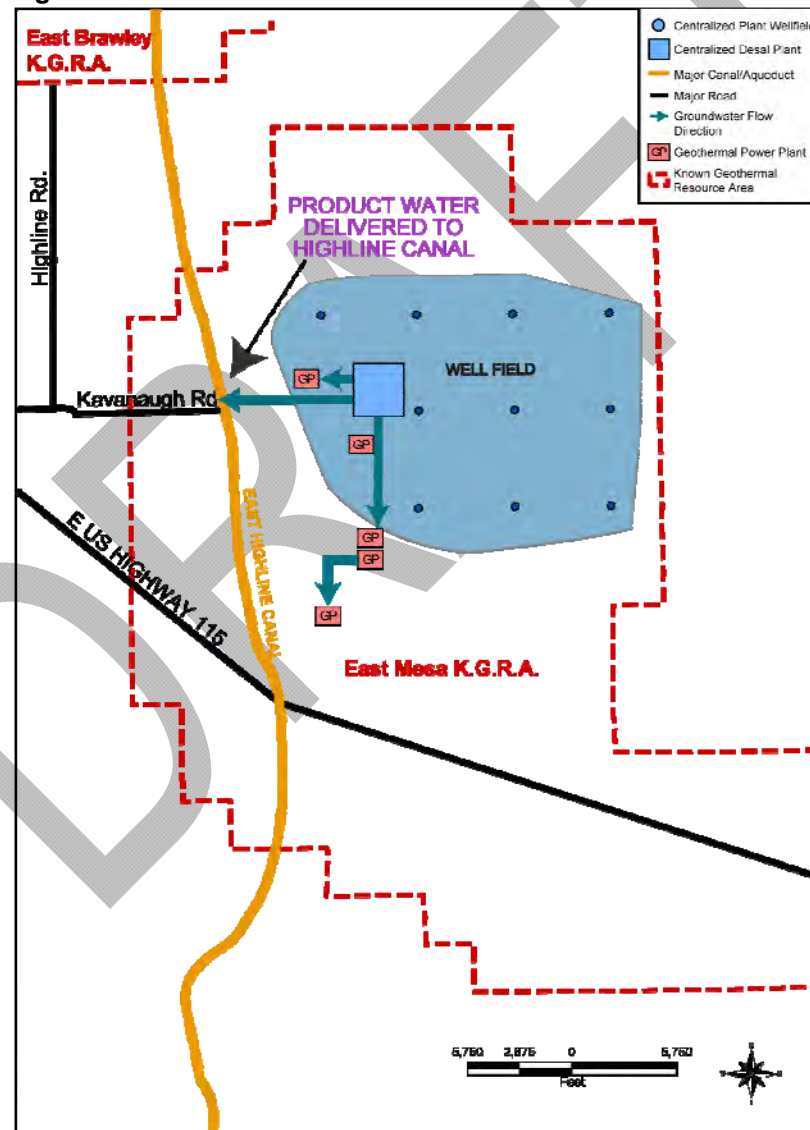 East Brawley
K.G.R.A.
Centralized Plant Wellfield
Centralized Desal Plant
Major Canal/Aqueduct
Major Road
Groundwater Flow
Direction
GP
Geothermal Power Plant
Known Geothermal
Resource Area
Highline Rd.
PRODUCT WATER
DELIVERED TO
HIGHLINE CANAL
WELL FIELD
GP
Kavanaugh Rd
GP
EAST HIGHLINE CANAL
E US HIGHWAY 115
GP
GP
GP
East Mesa K.G.R.A.
5,750 2,875 0 5,750
Feet
DRAFT